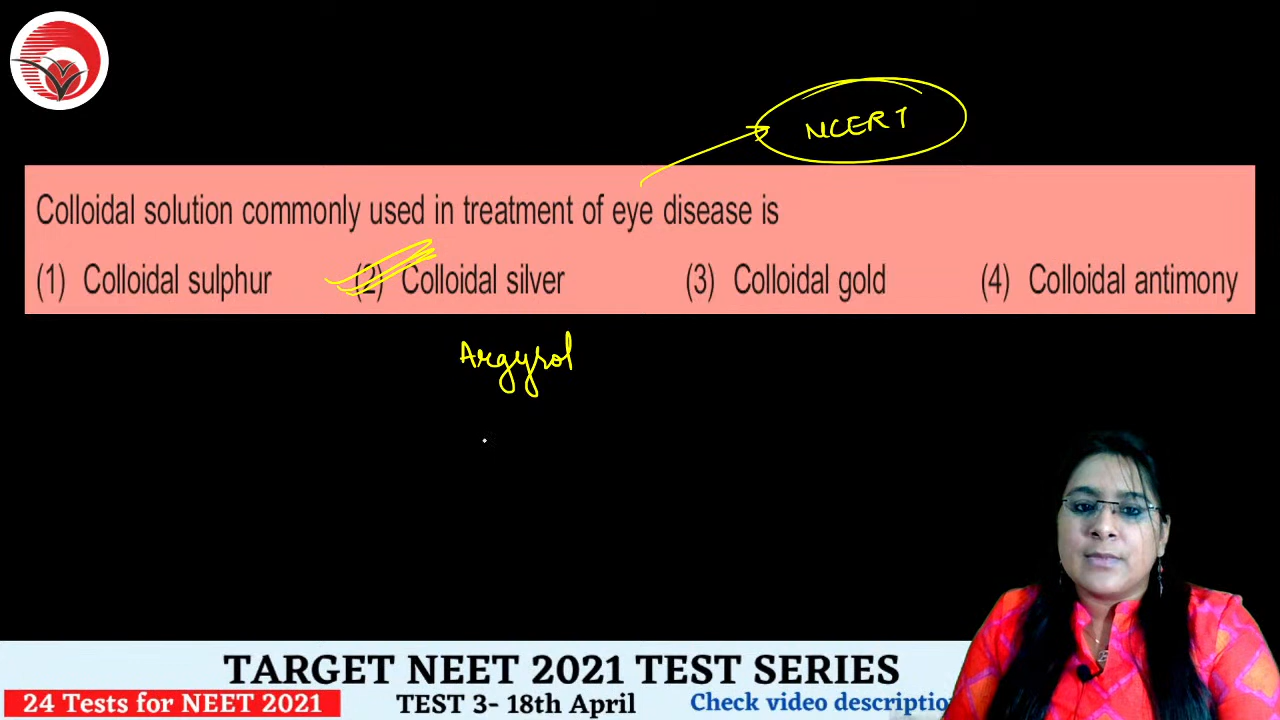 NCERT
Colloidal solution commonly used in treatment of eye disease is
(1) Colloidal sulphur (2) Colloidal silver (3) Colloidal gold (4) Colloidal antimony
Argyrol
TARGET NEET 2021 TEST SERIES
24 Tests for NEET 2021 TEST 3- 18th April Check video